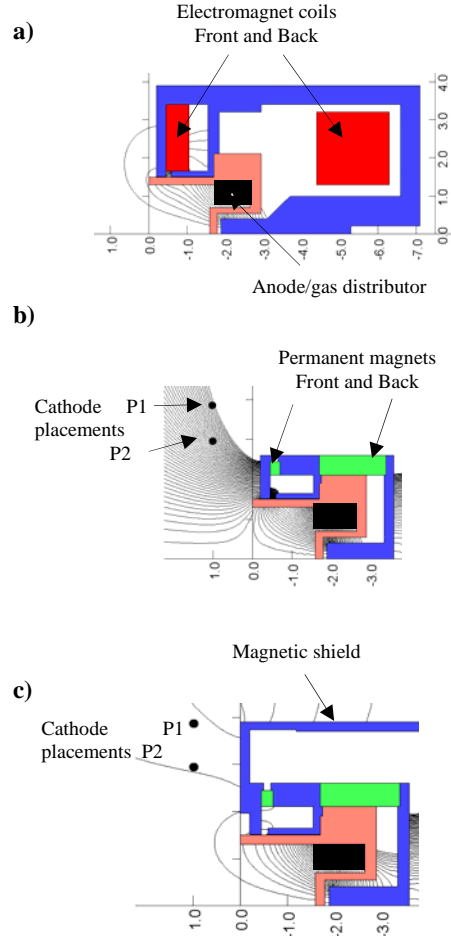 a)
Electromagnet coils
Front and Back
4.0
3.0
2.0
1.0
0.0
1.0
0.0
-1.0
-2.0
-3.0
-4.0
-5.0
-6.0
-7.0
Anode/gas distributor
b)
Permanent magnets
Front and Back
Cathode P1
placements
P2
1.0
0.0
-1.0
-2.0
-3.0
Magnetic shield
c)
Cathode P1
placements P2
1.0
0.0
-1.0
-2.0
-3.0